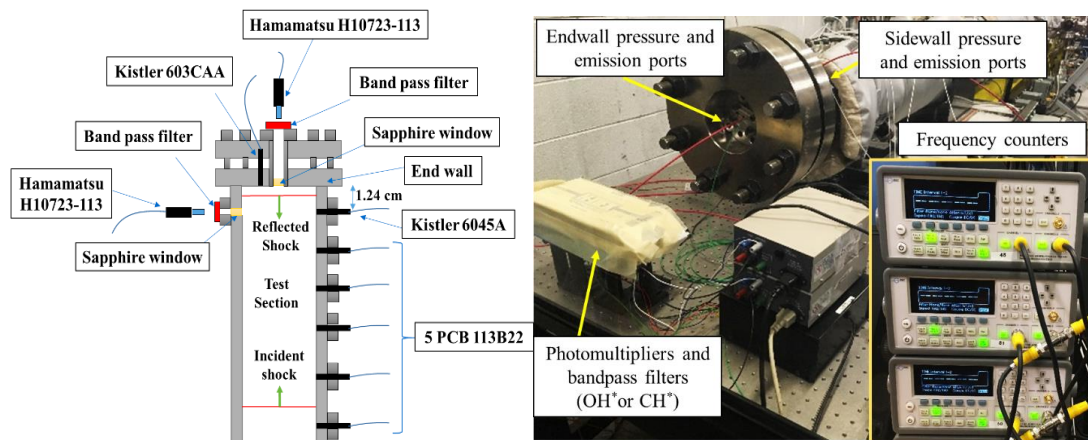 Hamamatsu H10723-113
Kistler 603CAA
Band pass filter
Band pass filter
Sapphire window
End wall
Hamamatsu
H10723-113
1.24 cm
Kistler 6045A
Sapphire window
Reflected
Shock
Test
Section
5 PCB 113B22
Incident
shock
Endwall pressure and
emission ports
Sidewall pressure
and emission ports
Frequency counters
Photomultipliers and
bandpass filters
(OH*or CH*)